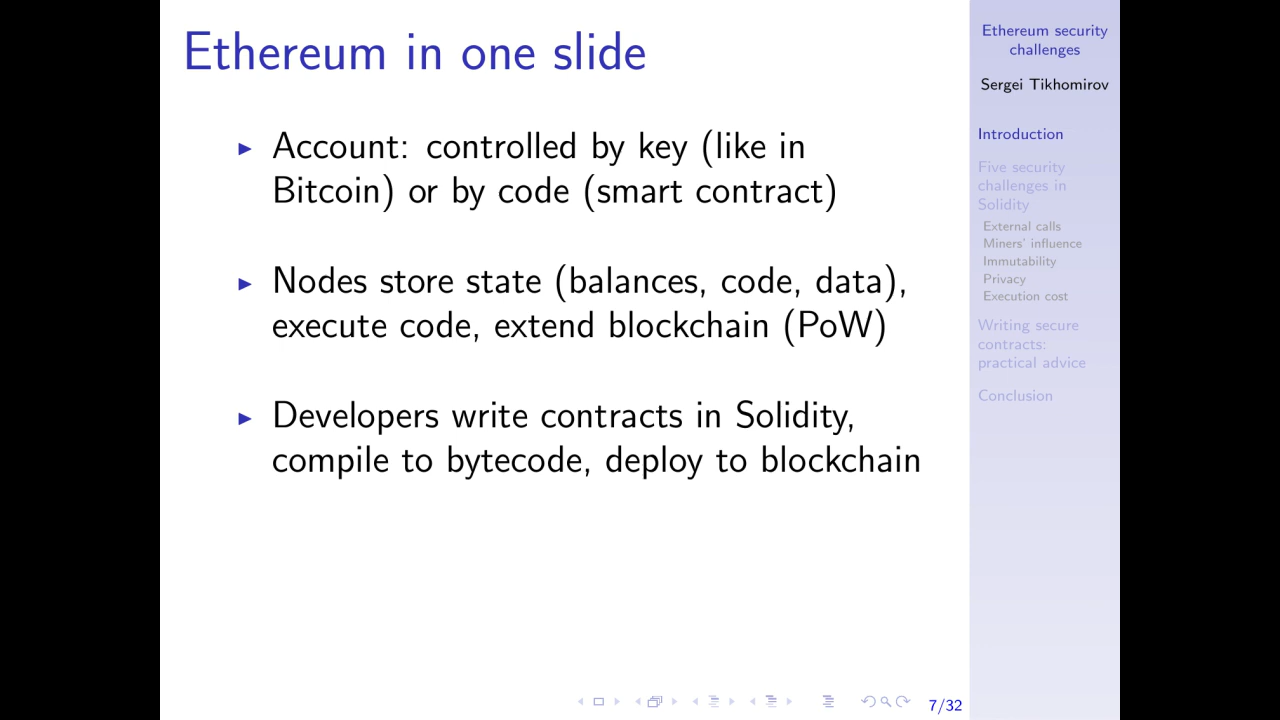 Ethereum in one slide
Account: controlled by key (like in
Bitcoin) or by code (smart contract)
Nodes store state (balances, code, data),
execute code, extend blockchain (PoW)
Developers write contracts in Solidity,
compile to bytecode, deploy to blockchain
Ethereum security
challenges
Sergei Tikhomirov
Introduction
Five security
challenges in
Solidity
External calls
Miners' influence
Immutability
Privacy
Execution cost
Writing secure
contracts:
practical advice
Conclusion
7/32